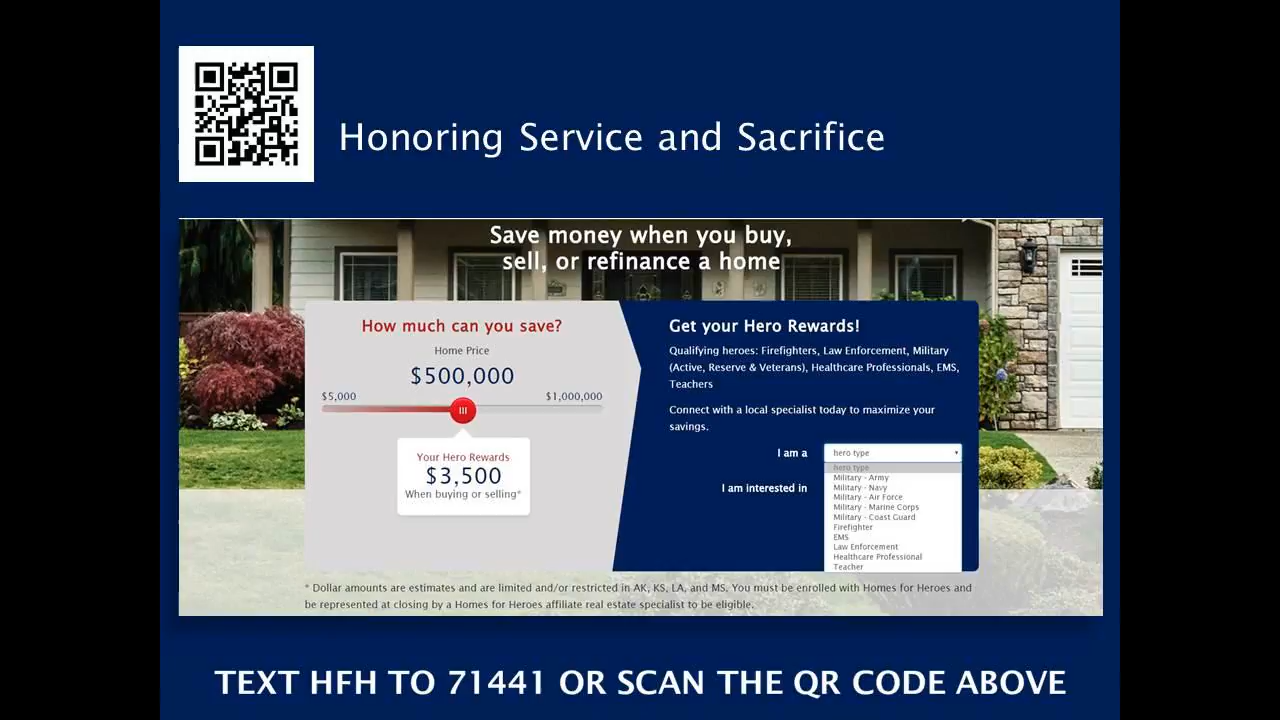 Honoring Service and Sacrifice
Save money when you buy,
sell, or refinance a home
How much can you save?
Home Price
$500,000
$5,000
$1,000,000
Your Hero Rewards
$3,500
When buying or selling*
Get your Hero Rewards!
Qualifying heroes: Firefighters, Law Enforcement, Military
(Active, Reserve & Veterans), Healthcare Professionals, EMS,
Teachers
Connect with a local specialist today to maximize your
savings.
I am a
hero type
hero type
Military - Army
Military - Navy
Military - Air Force
Military - Marine Corps
Military - Coast Guard
Firefighter
EMS
Law Enforcement
Healthcare Professional
Teacher
I am interested in
* Dollar amounts are estimates and are limited and/or restricted in AK, KS, LA, and MS. You must be enrolled with Homes for Heroes and
be represented at closing by a Homes for Heroes affiliate real estate specialist to be eligible.
TEXT HFH TO 71441 OR SCAN THE QR CODE ABOVE